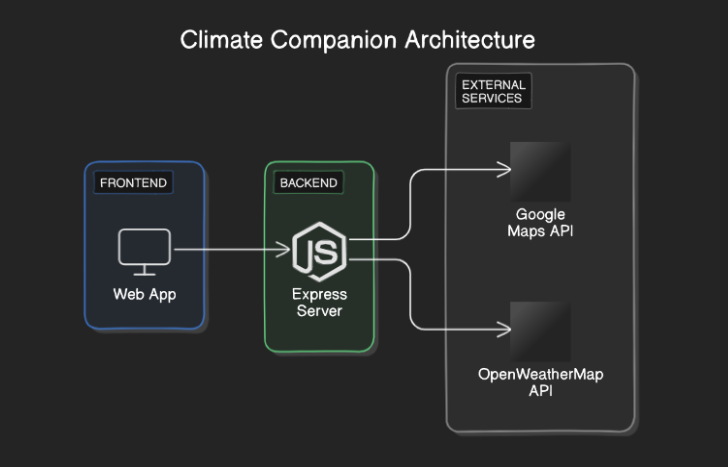 Climate Companion Architecture
EXTERNAL
SERVICES
FRONTEND
BACKEND
JS
Web App
Express
Server
Google
Maps API
OpenWeatherMap
API